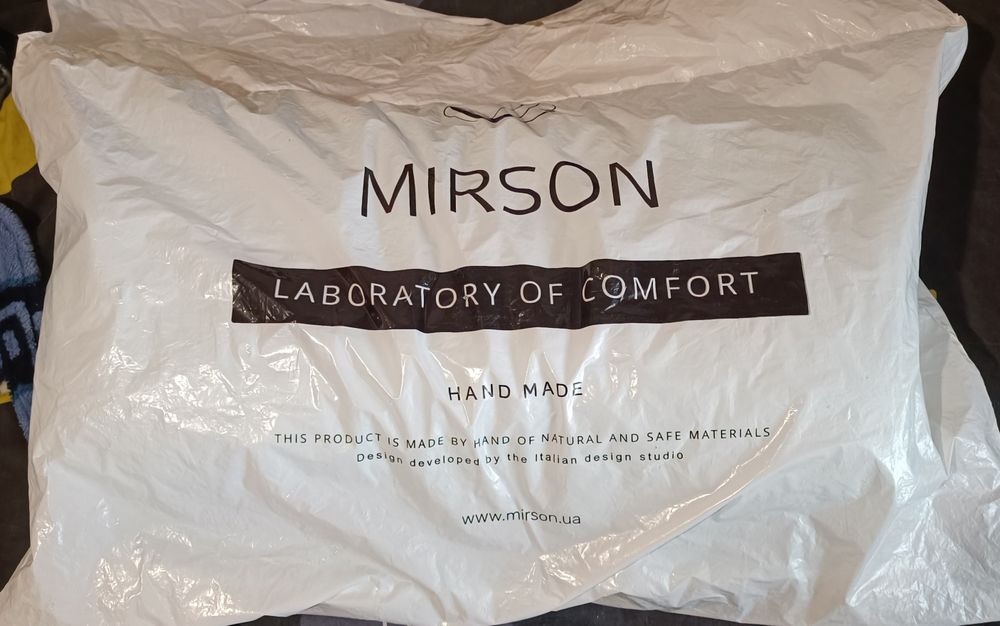 MIRSON
LABORATORY OF COMFORT
HAND MADE
THIS PRODUCT IS MADE BY HAND OF NATURAL AND SAFE MATERIALS
Design developed by the Italian design studio
www.mirson.ua